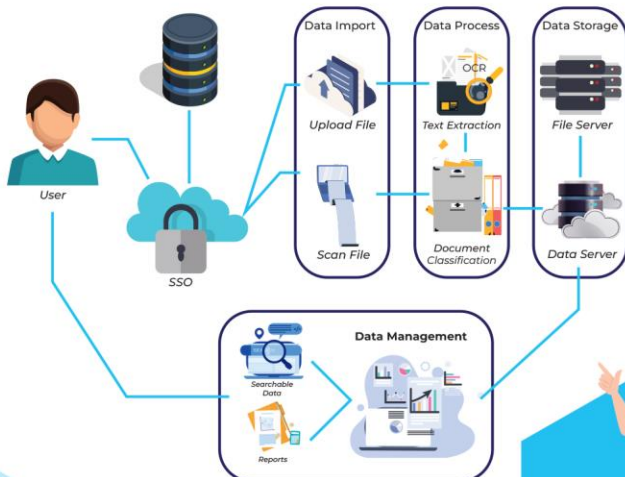 Data Import
Data Process
Data Storage
OCR
Upload File
Text Extraction
File Server
User
SSO
Scan File
Document
Classification
Data Server
Data Management
Searchable
Data
Reports